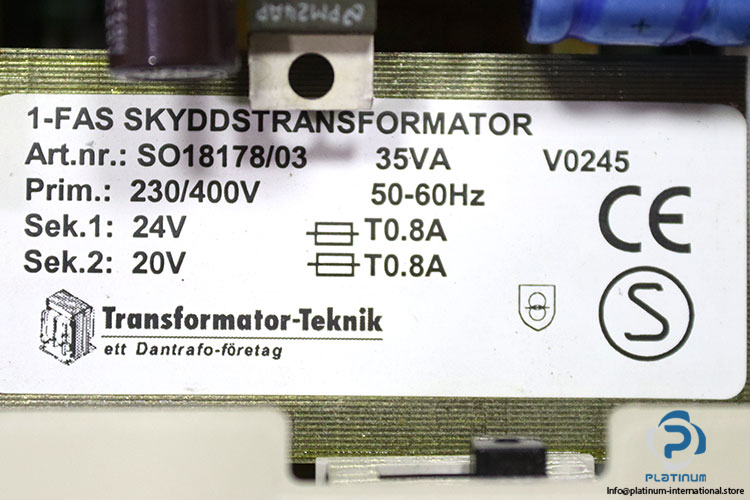 1-FAS SKYDDSTRANSFORMATOR
Art.nr.: SO18178/03 35VA V0245
Prim.: 230/400V 50-60Hz
Sek.1: 24V T0.8A
Sek.2: 20V T0.8A
CE
S
Transformator-Teknik
ett Dantrafo-företag
PLATINUM
Info@platinum-international.store